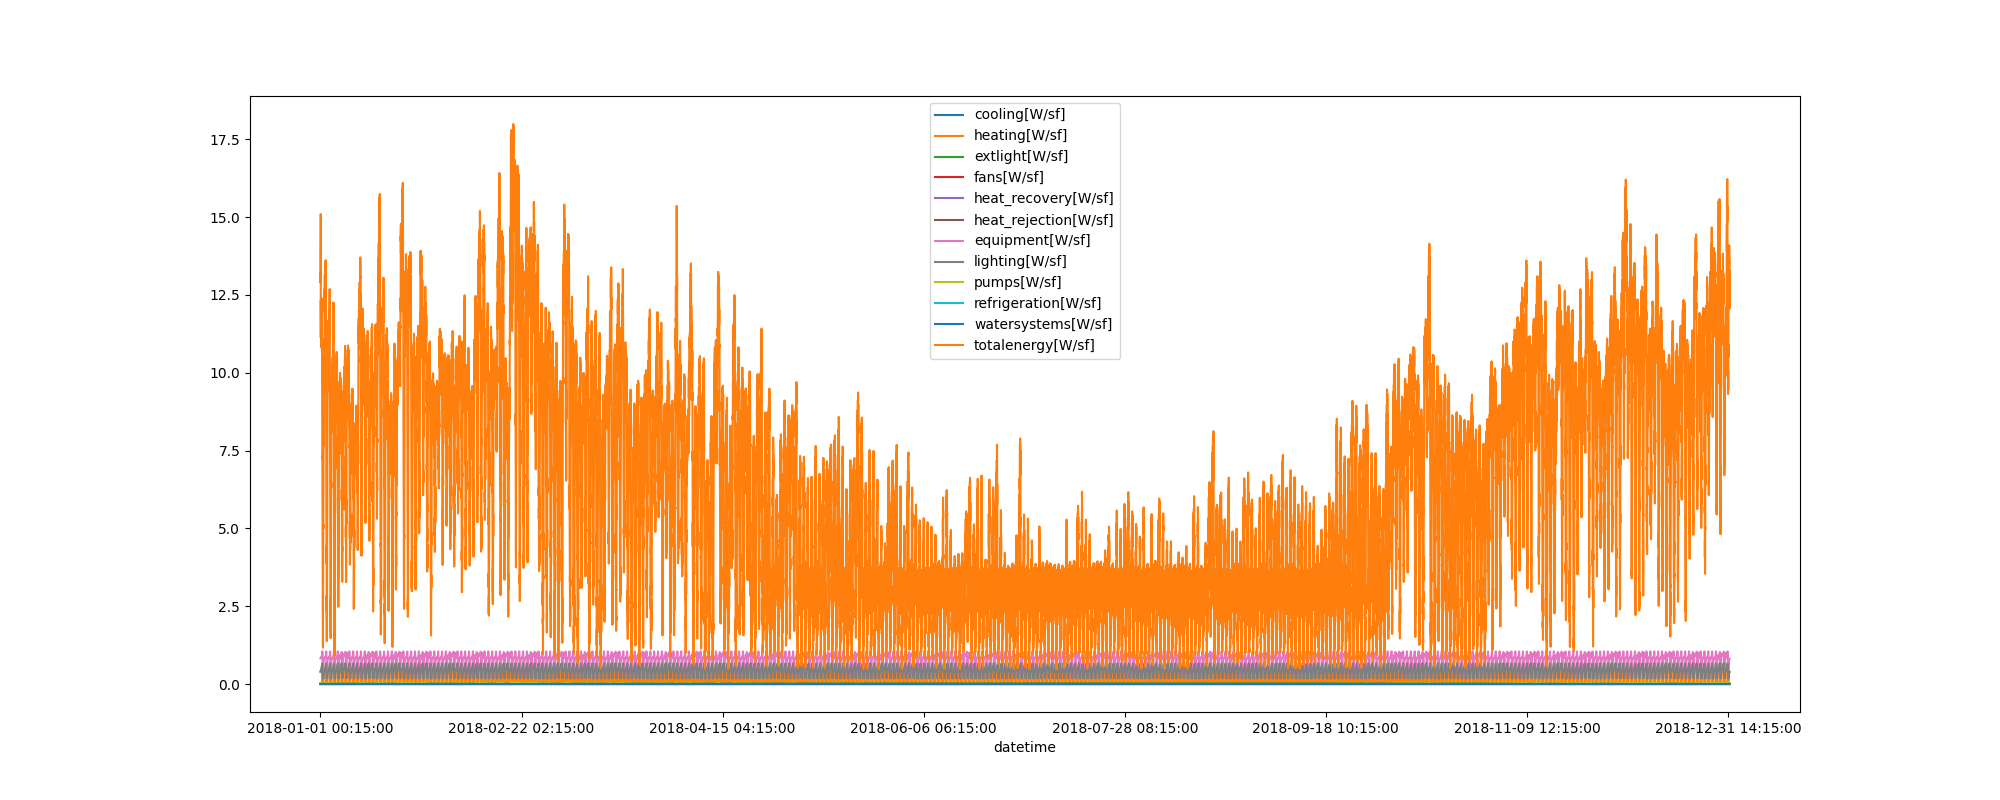 17.5
15.0
12.5
10.0
7.5
5.0
2.5
0.0
cooling[W/sf]
heating[W/sf]
extlight[W/sf]
fans[W/sf]
heat_recovery[W/sf]
heat_rejection[W/sf]
equipment[W/sf]
lighting[W/sf]
pumps[W/sf]
refrigeration[W/sf]
watersystems[W/sf]
totalenergy[W/sf]
2018-01-01 00:15:00
2018-02-22 02:15:00
2018-04-15 04:15:00
2018-06-06 06:15:00
2018-07-28 08:15:00
2018-09-18 10:15:00
2018-11-09 12:15:00
2018-12-31 14:15:00
datetime